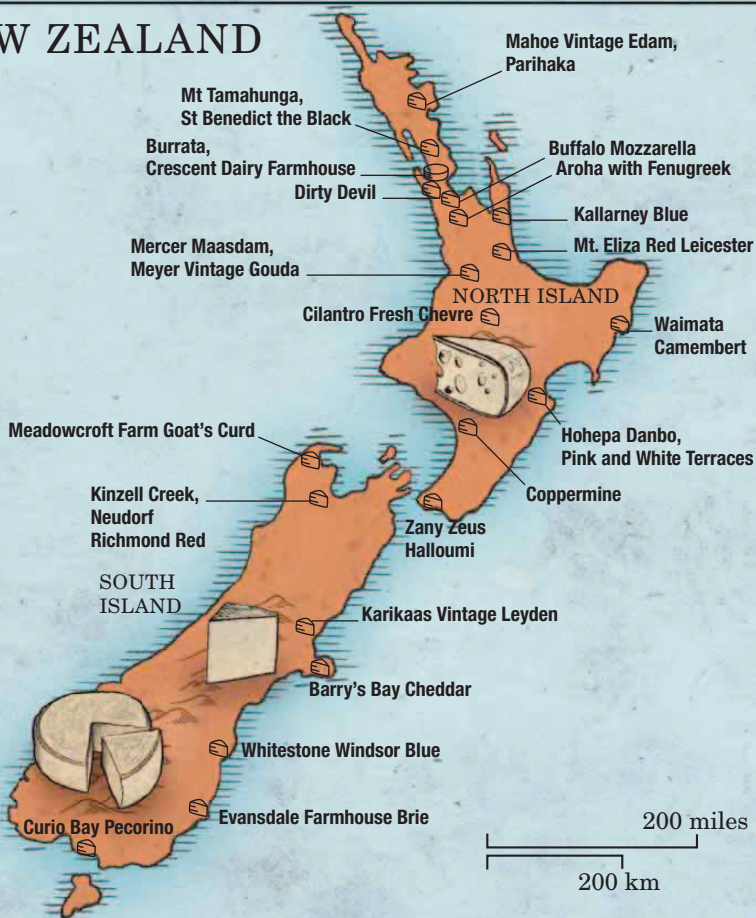 W ZEALAND
Mahoe Vintage Edam,
Parihaka
Mt Tamahunga,
St Benedict the Black
Burrata,
Crescent Dairy Farmhouse
Dirty Devil
Buffalo Mozzarella
Aroha with Fenugreek
Kallarney Blue
Mt. Eliza Red Leicester
Mercer Maasdam,
Meyer Vintage Gouda
NORTH ISLAND
Cilantro Fresh Chevre
Waimata
Camembert
Meadowcroft Farm Goat's Curd
Hohepa Danbo,
Pink and White Terraces
Coppermine
Kinzell Creek,
Neudorf
Richmond Red
Zany Zeus
Halloumi
SOUTH
ISLAND
Karikaas Vintage Leyden
Barry's Bay Cheddar
Whitestone Windsor Blue
Evansdale Farmhouse Brie
Curio Bay Pecorino
200 miles
200 km